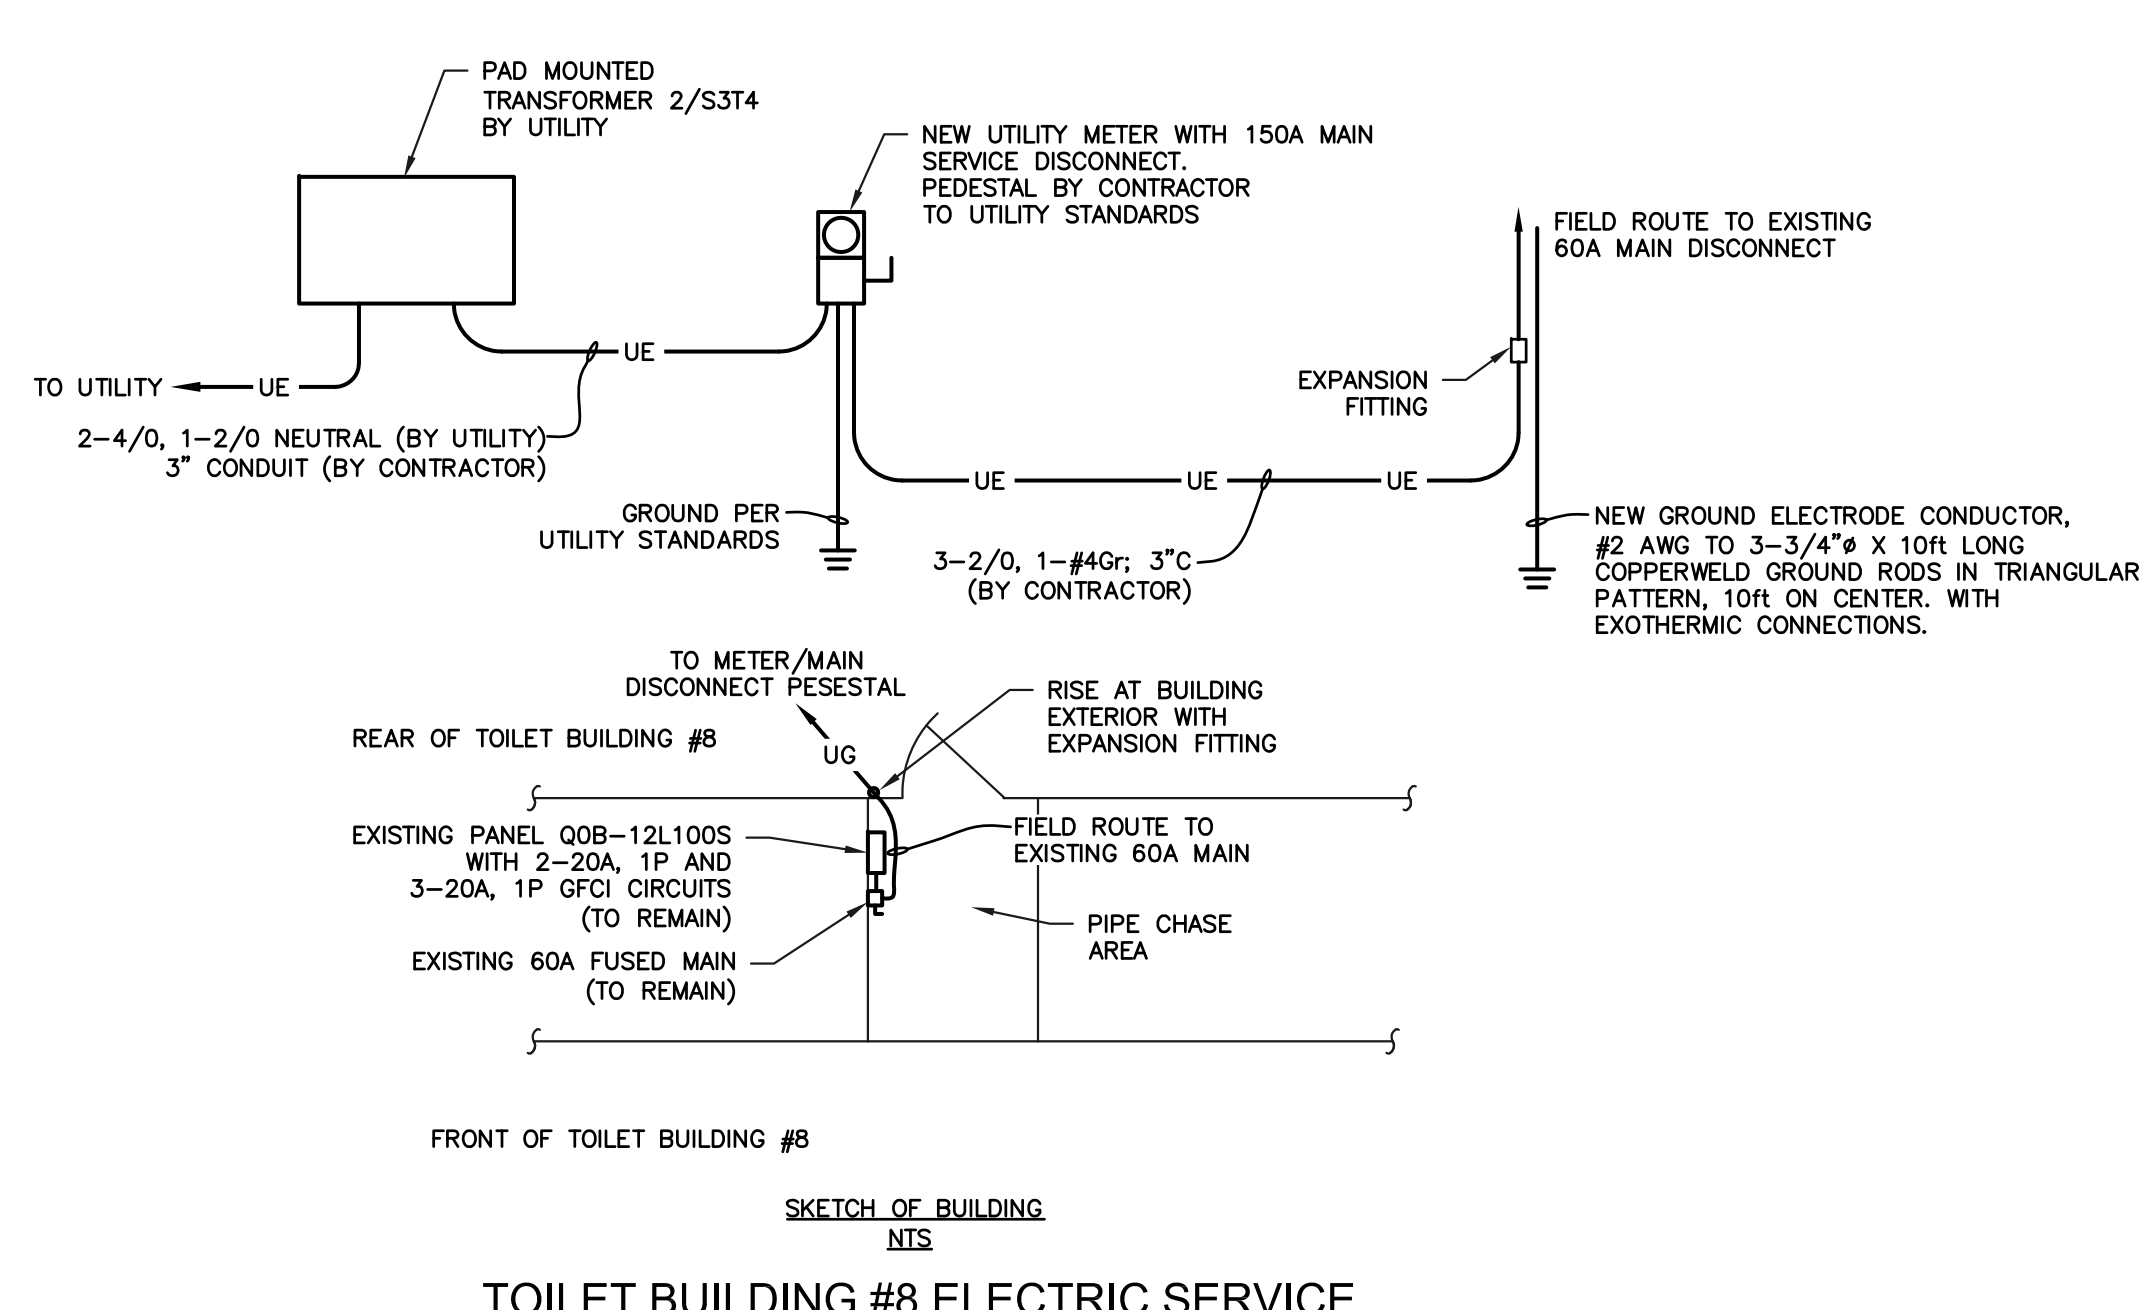 PAD MOUNTED
TRANSFORMER 2/S3T4
BY UTILITY
NEW UTILITY METER WITH 150A MAIN
SERVICE DISCONNECT.
PEDESTAL BY CONTRACTOR
TO UTILITY STANDARDS
FIELD ROUTE TO EXISTING
60A MAIN DISCONNECT
UE
TO UTILITY
UE
EXPANSION
FITTING
2-4/0, 1-2/0 NEUTRAL (BY UTILITY)
3" CONDUIT (BY CONTRACTOR)
UE
UE
UE
GROUND PER
UTILITY STANDARDS
3-2/0, 1-#4Gr; 3"C
(BY CONTRACTOR)
NEW GROUND ELECTRODE CONDUCTOR,
#2 AWG TO 3-3/4"ø X 10ft LONG
COPPERWELD GROUND RODS IN TRIANGULAR
PATTERN, 10ft ON CENTER. WITH
EXOTHERMIC CONNECTIONS.
TO METER/MAIN
DISCONNECT PESESTAL
RISE AT BUILDING
EXTERIOR WITH
EXPANSION FITTING
REAR OF TOILET BUILDING #8
UG
EXISTING PANEL QOB-12L100S
WITH 2-20A, 1P AND
3-20A, 1P GFCI CIRCUITS
(TO REMAIN)
FIELD ROUTE TO
EXISTING 60A MAIN
EXISTING 60A FUSED MAIN
(TO REMAIN)
PIPE CHASE
AREA
FRONT OF TOILET BUILDING #8
SKETCH OF BUILDING
NTS
TOILET BUILDING #8 ELECTRIC SERVICE